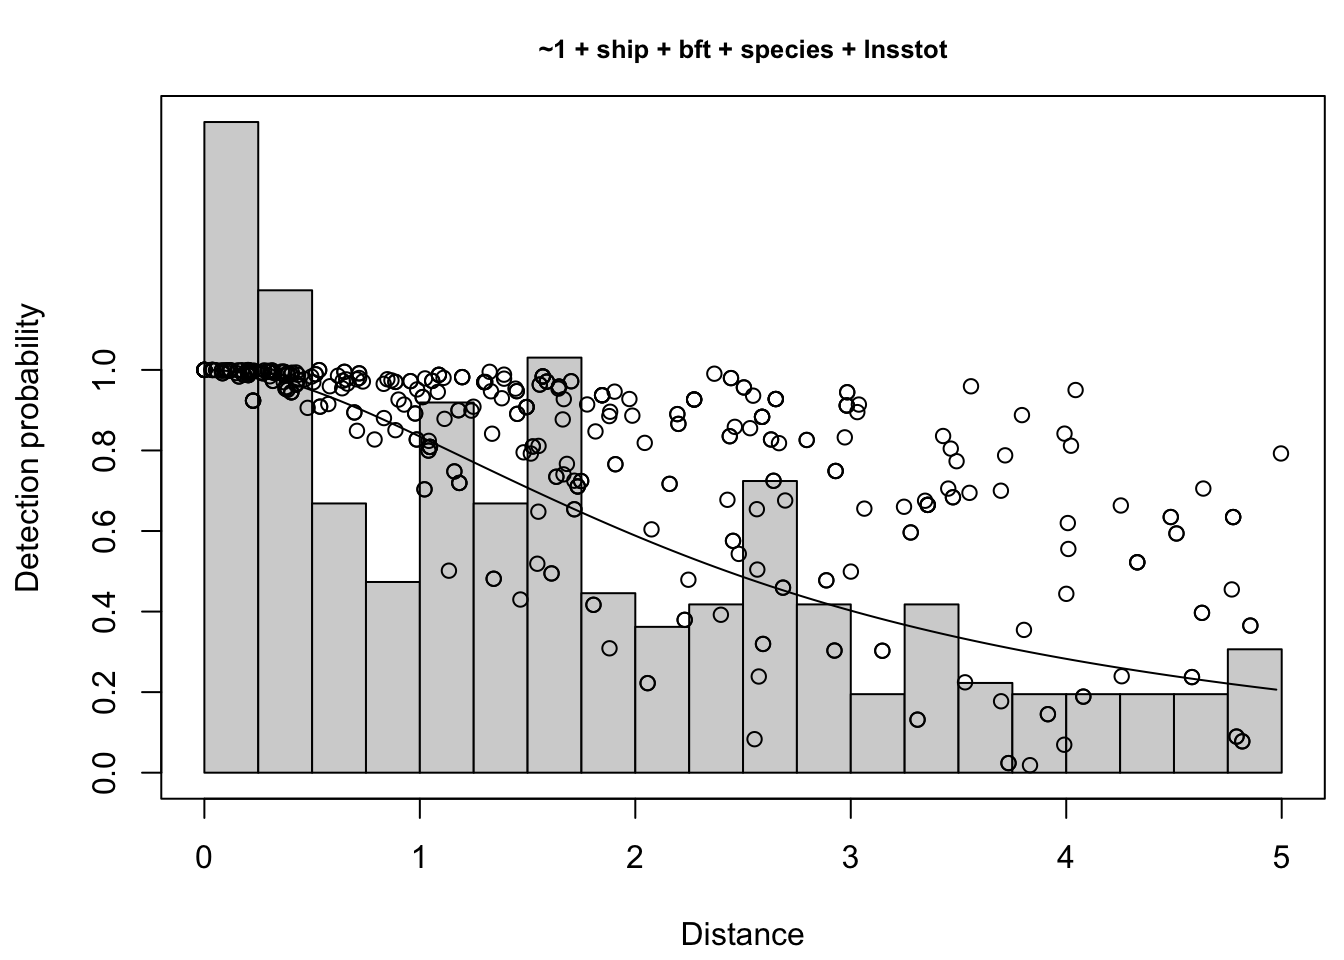 ~1 + ship + bft + species + lnsstot
Detection probability
1.0
0.8
0.6
0.4
0.2
0.0
0 1 2 3 4 5
Distance